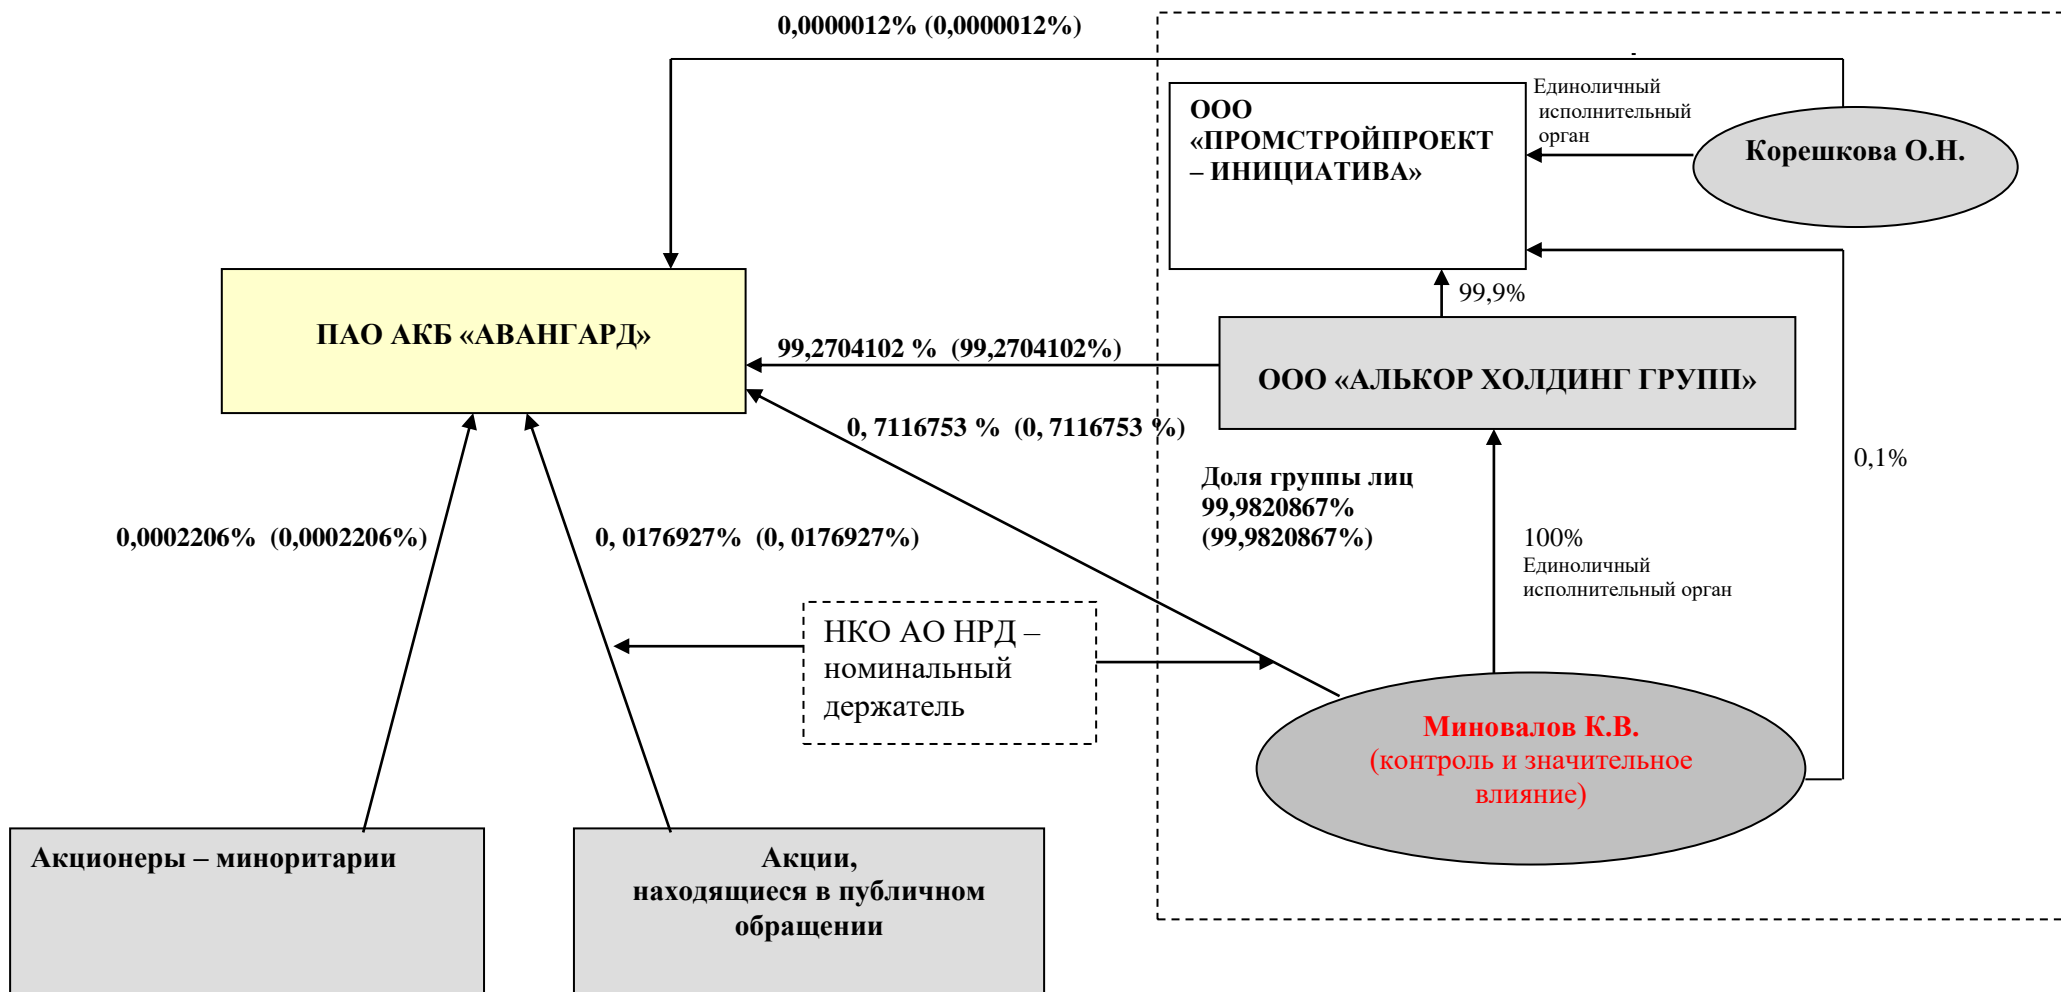 0,0000012% (0,0000012%)
-
Единоличный
исполнительный
орган
ООО
«ПРОМСТРОЙПРОЕКТ
– ИНИЦИАТИВА»
Корешкова О.Н.
99,9%
ПАО АКБ «АВАНГАРД»
99,2704102 % (99,2704102%)
ООО «АЛЬКОР ХОЛДИНГ ГРУПП»
0, 7116753 % (0, 7116753 %)
0,1%
Доля группы лиц
99,9820867%
(99,9820867%)
0,0002206% (0,0002206%)
0, 0176927% (0, 0176927%)
100%
Единоличный
исполнительный орган
НКО АО НРД –
номинальный
держатель
Миновалов К.В.
(контроль и значительное
влияние)
Акционеры – миноритарии
Акции,
находящиеся в публичном
обращении